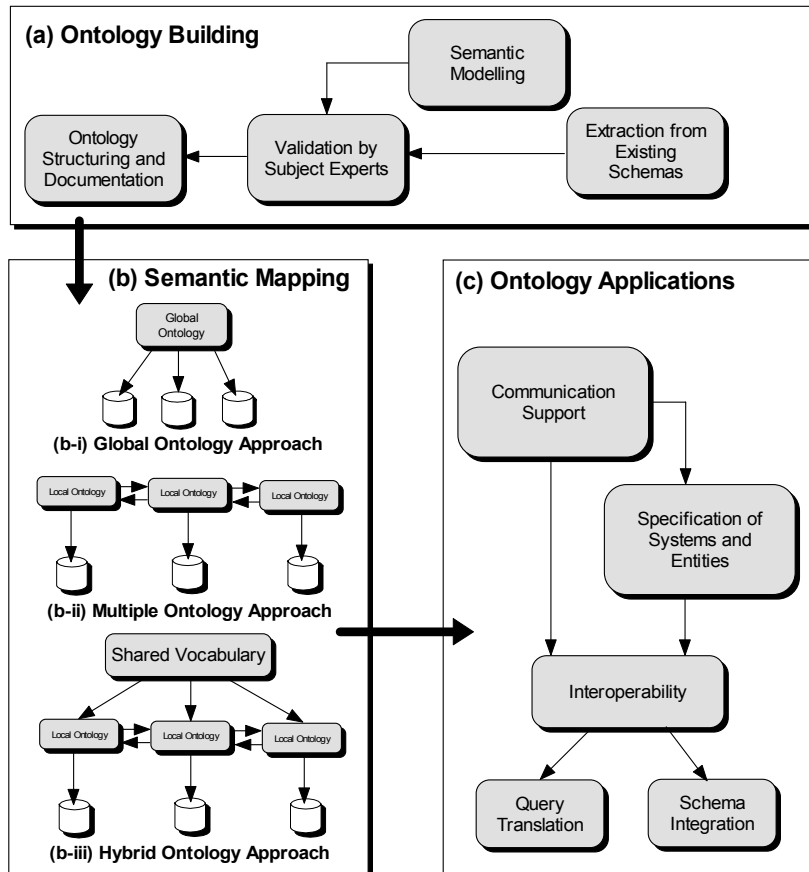 (a) Ontology Building
Semantic
Modelling
Ontology
Structuring and
Documentation
Validation by
Subject Experts
Extraction from
Existing
Schemas
(b) Semantic Mapping
Global
Ontology
(b-i) Global Ontology Approach
Local Ontology
Local Ontology
Local Ontology
(b-ii) Multiple Ontology Approach
Shared Vocabulary
Local Ontology
Local Ontology
Local Ontology
(b-iii) Hybrid Ontology Approach
(c) Ontology Applications
Communication
Support
Specification of
Systems and
Entities
Interoperability
Query
Translation
Schema
Integration